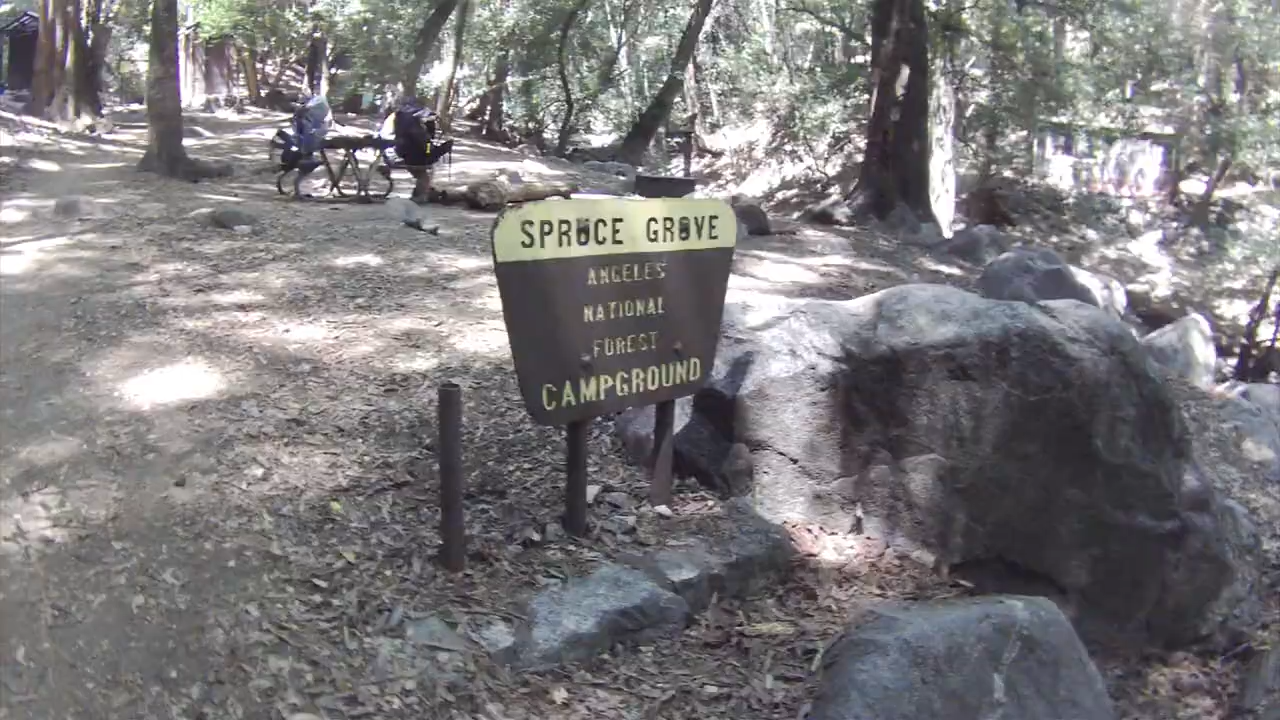 SPRUCE GROVE
ANGELES
NATIONAL
FOREST
CAMPGROUND